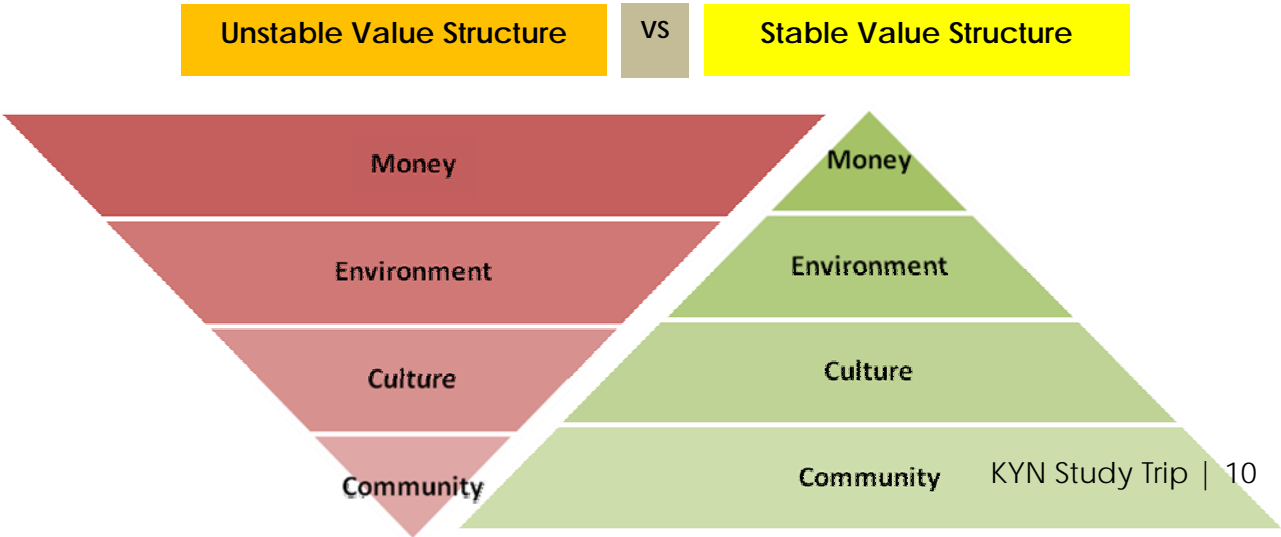 Unstable Value Structure
VS
Stable Value Structure
Money
Environment
Culture
Community
Money
Environment
Culture
Community
KYN Study Trip | 10